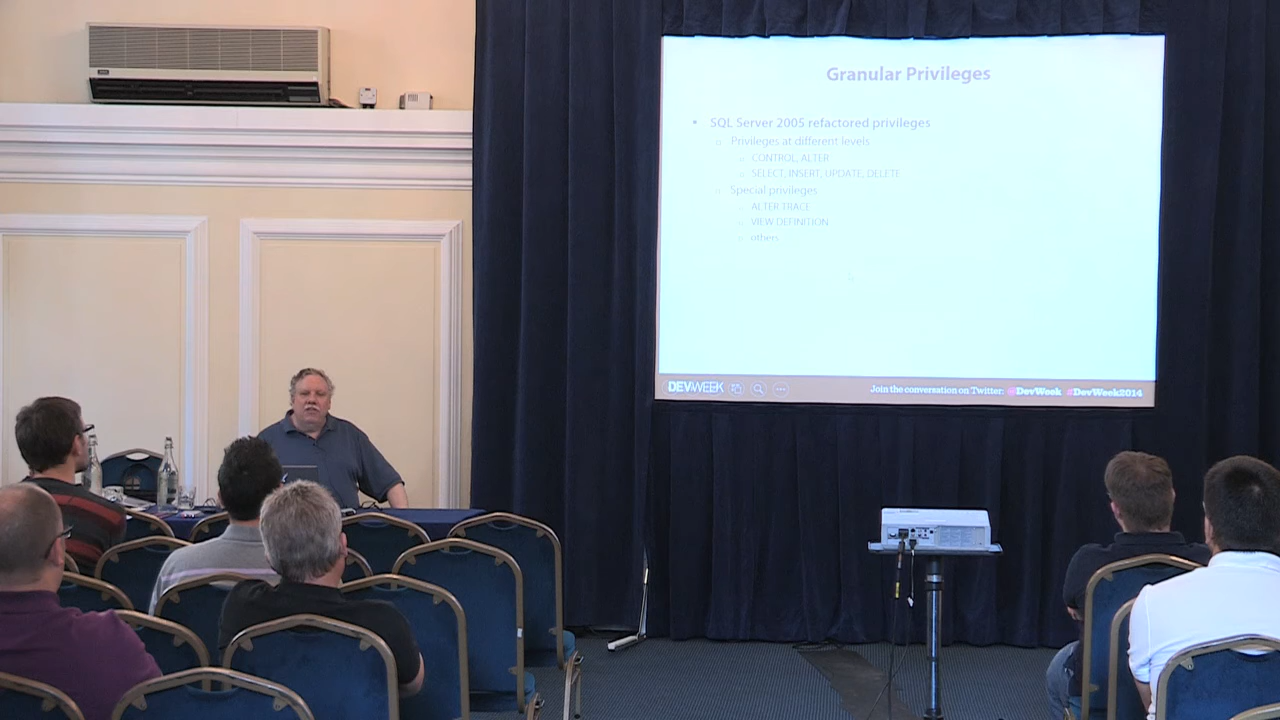 Granular Privileges
• SQL Server 2005 refactored privileges
o Privileges at different levels
o CONTROL, ALTER
o SELECT, INSERT, UPDATE, DELETE
o Special privileges
o ALTER TRACE
o VIEW DEFINITION
o others
DEVWEEK
Join the conversation on Twitter: @DevWeek #DevWeek2014